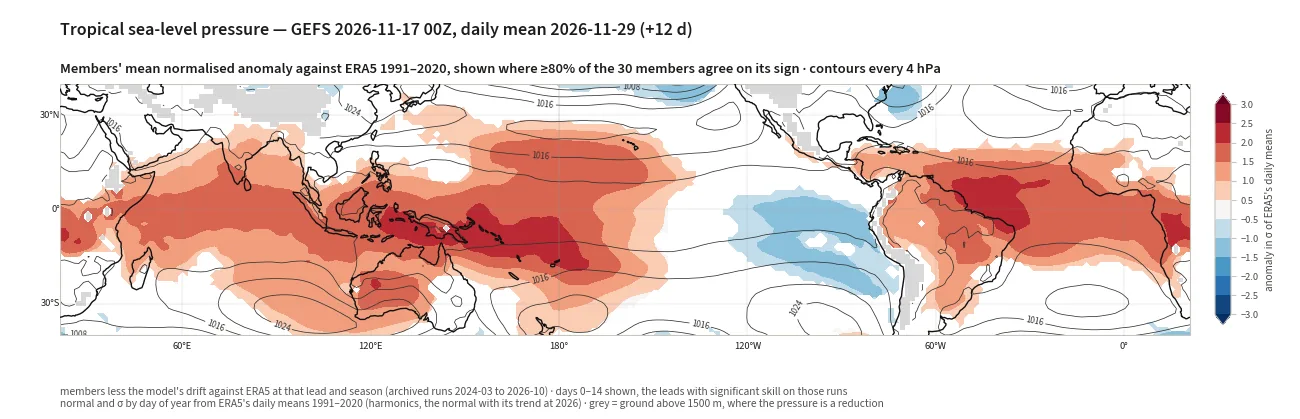 Tropical sea-level pressure — GEFS 2026-11-17 00Z, daily mean 2026-11-29 (+12 d)
Members' mean normalised anomaly against ERA5 1991–2020, shown where ≥80% of the 30 members agree on its sign · contours every 4 hPa
30°N
0°
30°S
60°E
120°E
180°
120°W
60°W
0°
1016
1024
1008
1016
1016
1016
1016
1016
1016
1024
1008
1016
1016
1024
1016
3.0
2.5
2.0
1.5
1.0
0.5
−0.5
−1.0
−1.5
−2.0
−2.5
−3.0
anomaly in σ of ERA5's daily means
members less the model's drift against ERA5 at that lead and season (archived runs 2024-03 to 2026-10) · days 0–14 shown, the leads with significant skill on those runs
normal and σ by day of year from ERA5's daily means 1991–2020 (harmonics, the normal with its trend at 2026) · grey = ground above 1500 m, where the pressure is a reduction